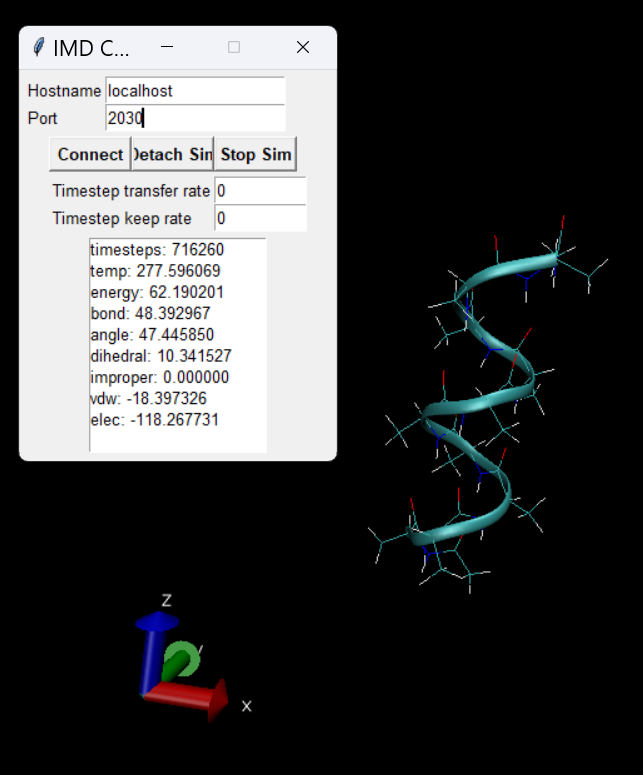 IMD C...
Hostname localhost
Port 2030
Connect Detach Sim Stop Sim
Timestep transfer rate 0
Timestep keep rate 0
timesteps: 716260
temp: 277.596069
energy: 62.190201
bond: 48.392967
angle: 47.445850
dihedral: 10.341527
improper: 0.000000
vdw: -18.397326
elec: -118.267731
Z
y
X